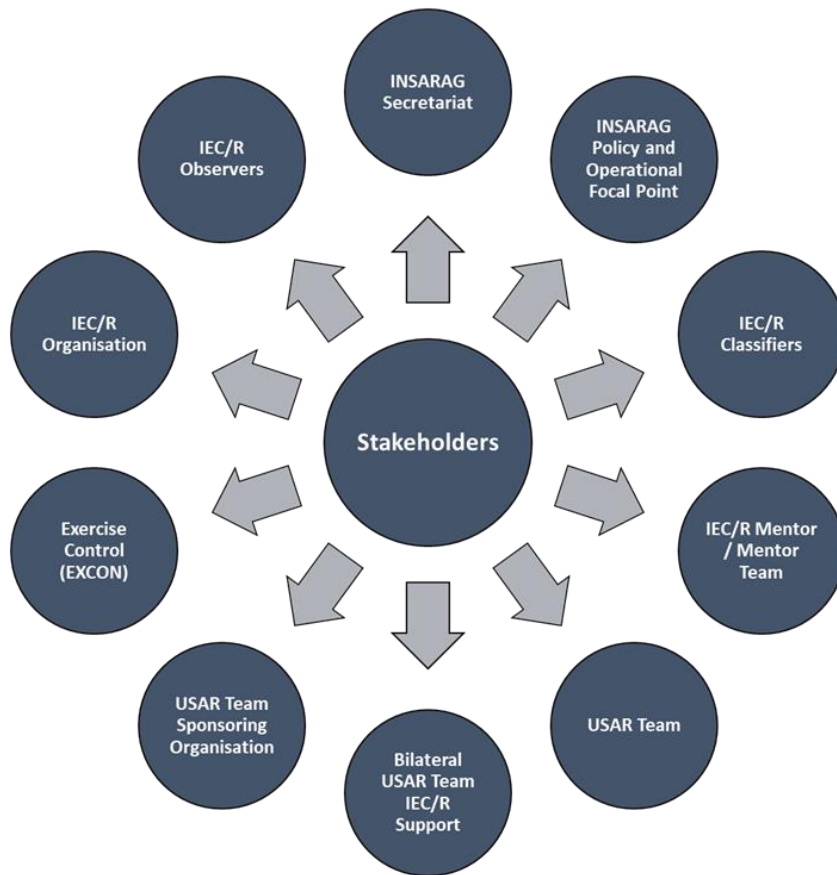 INSARAG
Secretariat
INSARAG
Policy and
Operational
Focal Point
IEC/R
Classifiers
IEC/R Mentor
/ Mentor
Team
USAR Team
Bilateral
USAR Team
IEC/R
Support
USAR Team
Sponsoring
Organisation
Exercise
Control
(EXCON)
IEC/R
Organisation
IEC/R
Observers
Stakeholders